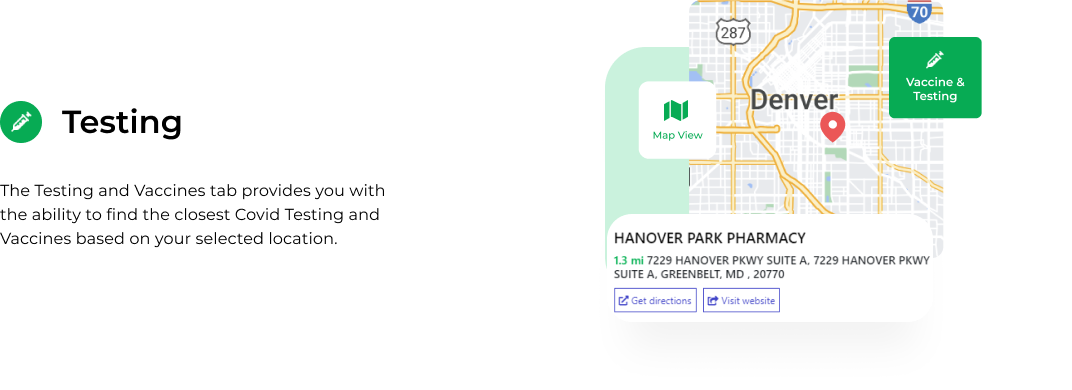 Testing
The Testing and Vaccines tab provides you with
the ability to find the closest Covid Testing and
Vaccines based on your selected location.
70
287
Vaccine &
Testing
Denver
Map View
HANOVER PARK PHARMACY
1.3 mi 7229 HANOVER PKWY SUITE A, 7229 HANOVER PKWY
SUITE A, GREENBELT, MD , 20770
Get directions
Visit website